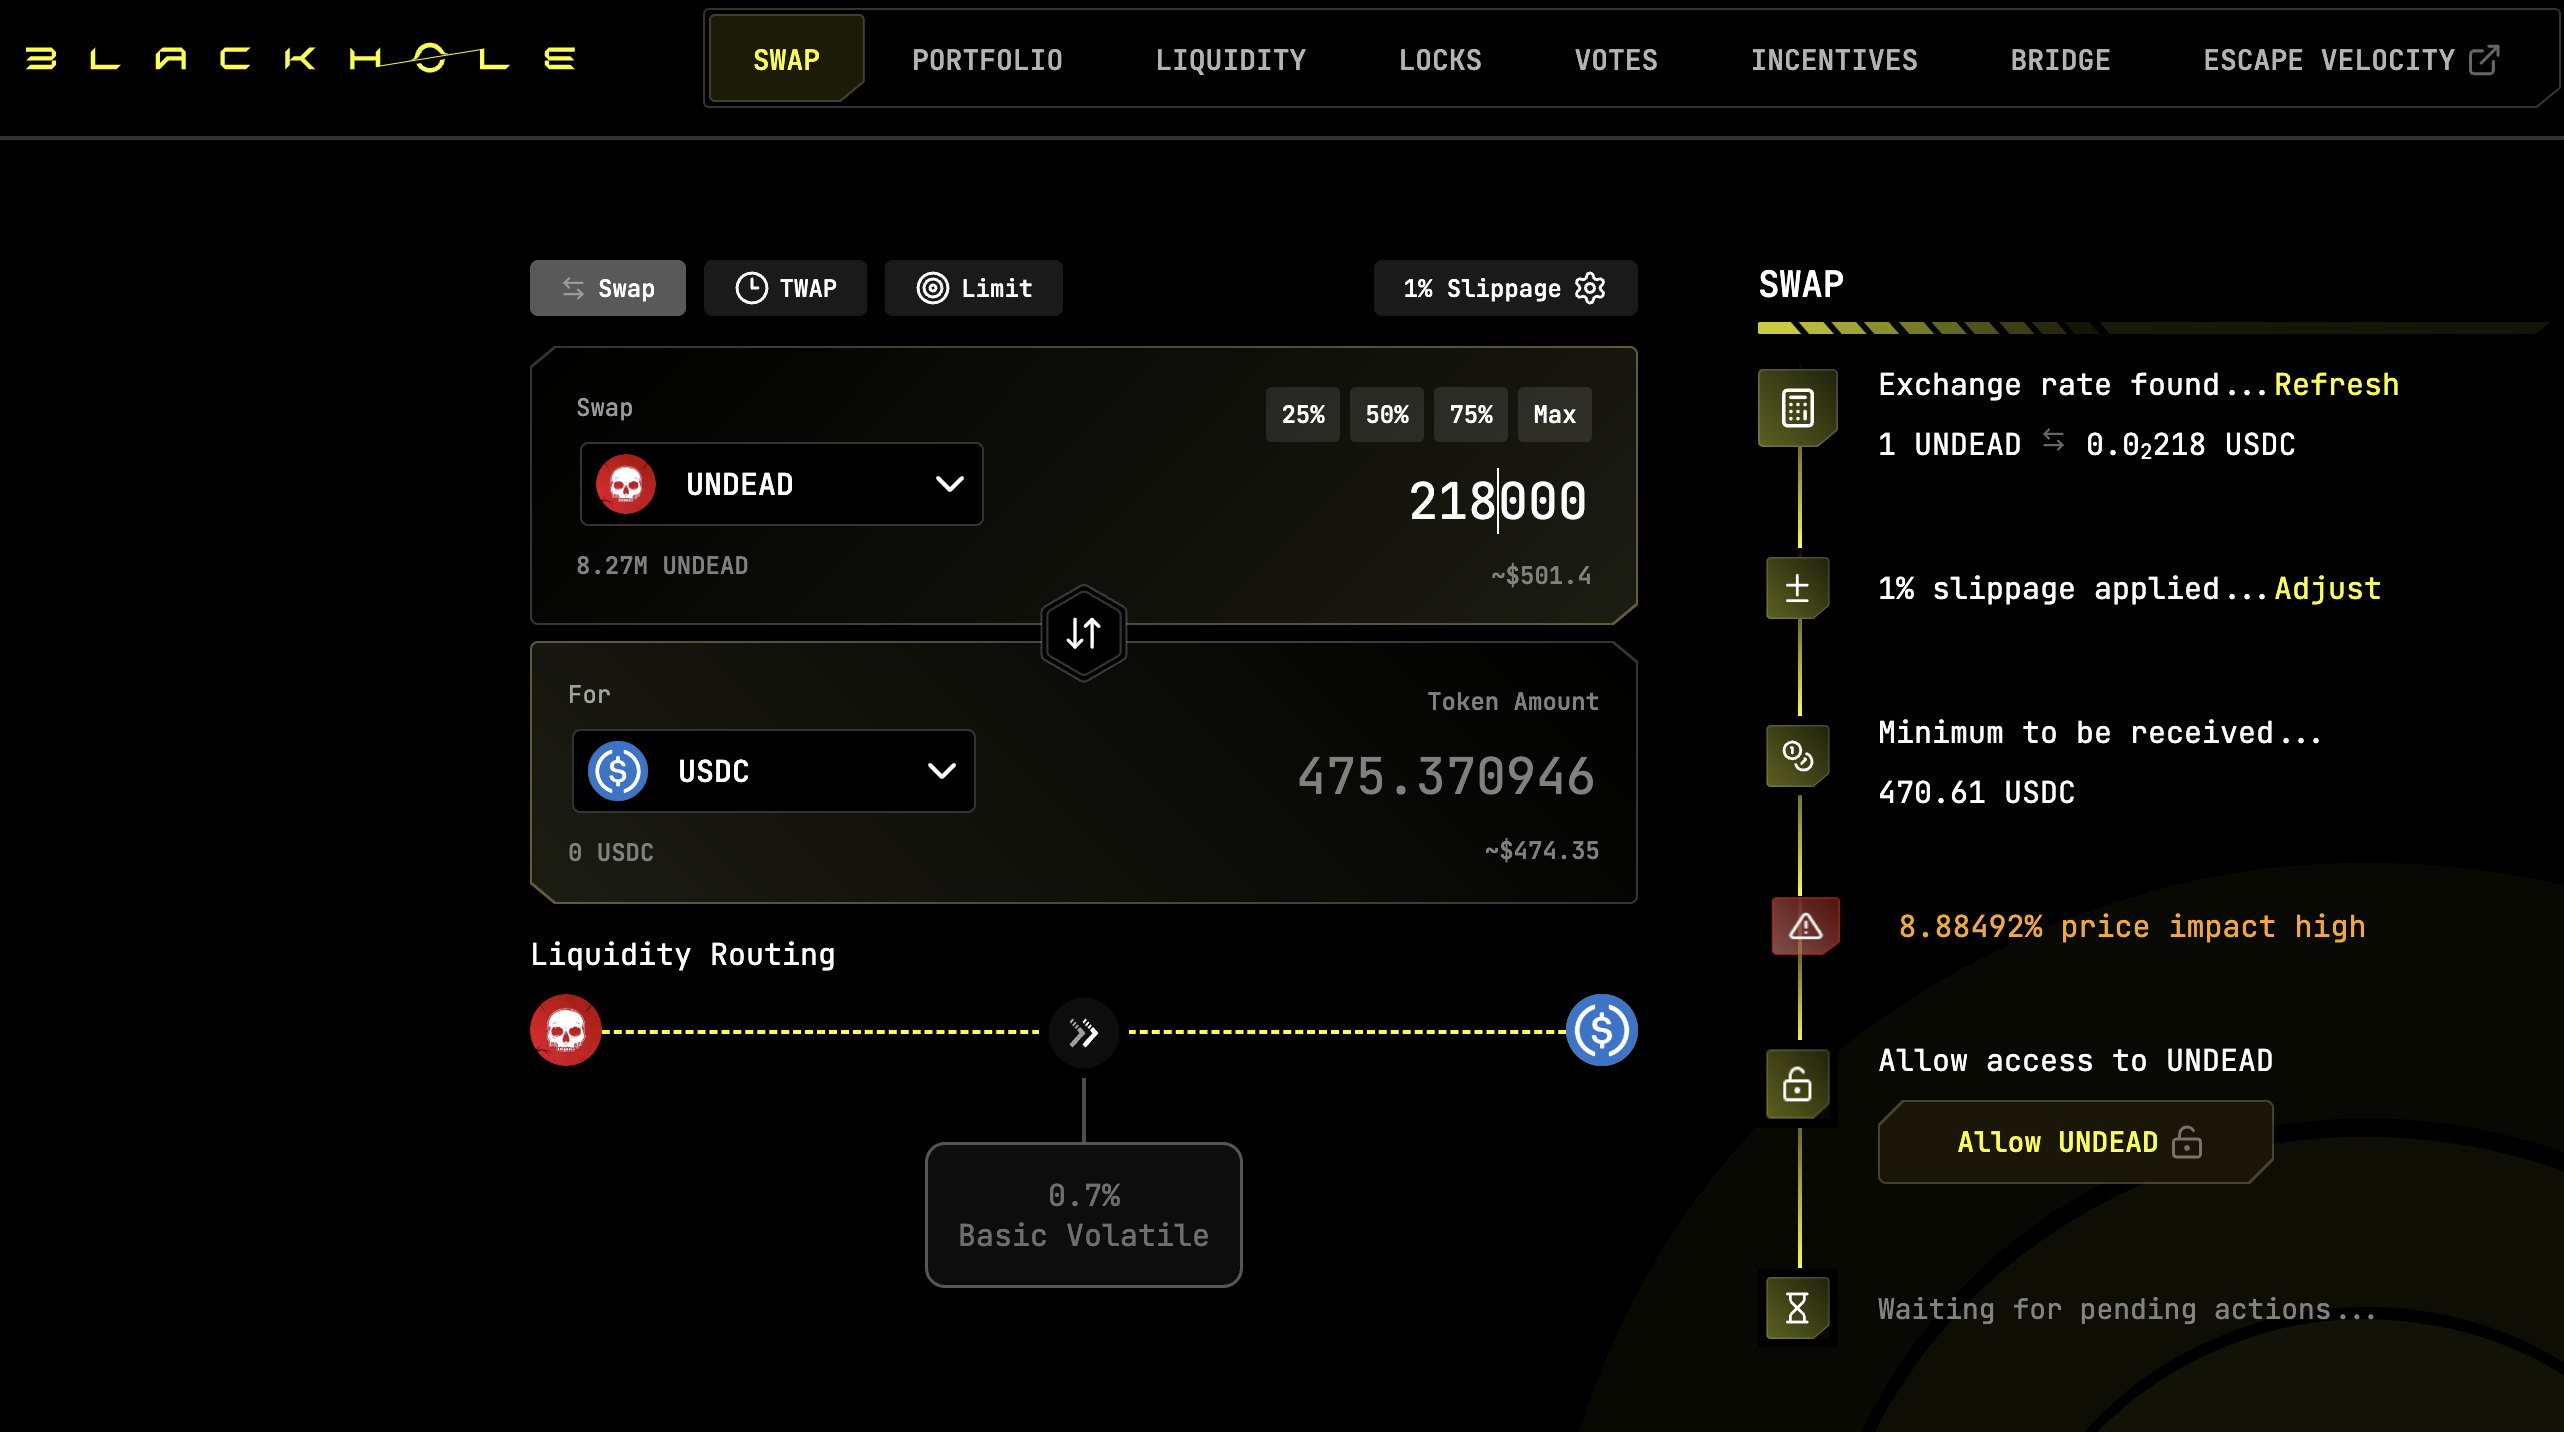 BLACKHOLE
SWAP
PORTFOLIO
LIQUIDITY
LOCKS
VOTES
INCENTIVES
BRIDGE
ESCAPE VELOCITY
Swap
TWAP
Limit
1% Slippage
Swap
25%
50%
75%
Max
UNDEAD
218000
8.27M UNDEAD
~$501.4
For
Token Amount
USDC
475.370946
0 USDC
~$474.35
Liquidity Routing
0.7%
Basic Volatile
SWAP
Exchange rate found...Refresh
1 UNDEAD ⇆ 0.0₂218 USDC
1% slippage applied...Adjust
Minimum to be received...
470.61 USDC
8.88492% price impact high
Allow access to UNDEAD
Allow UNDEAD
Waiting for pending actions...